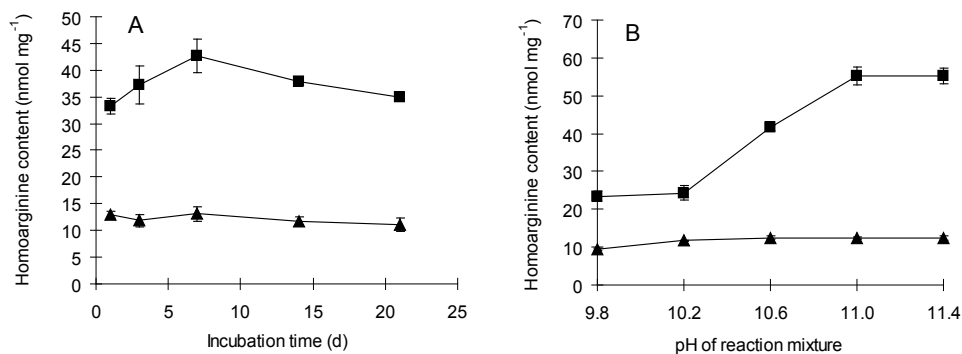 A
Homoarginine content (nmol mg⁻¹)
50
45
40
35
30
25
20
15
10
5
0
0 5 10 15 20 25
Incubation time (d)
B
Homoarginine content (nmol mg⁻¹)
70
60
50
40
30
20
10
0
9.8 10.2 10.6 11.0 11.4
pH of reaction mixture